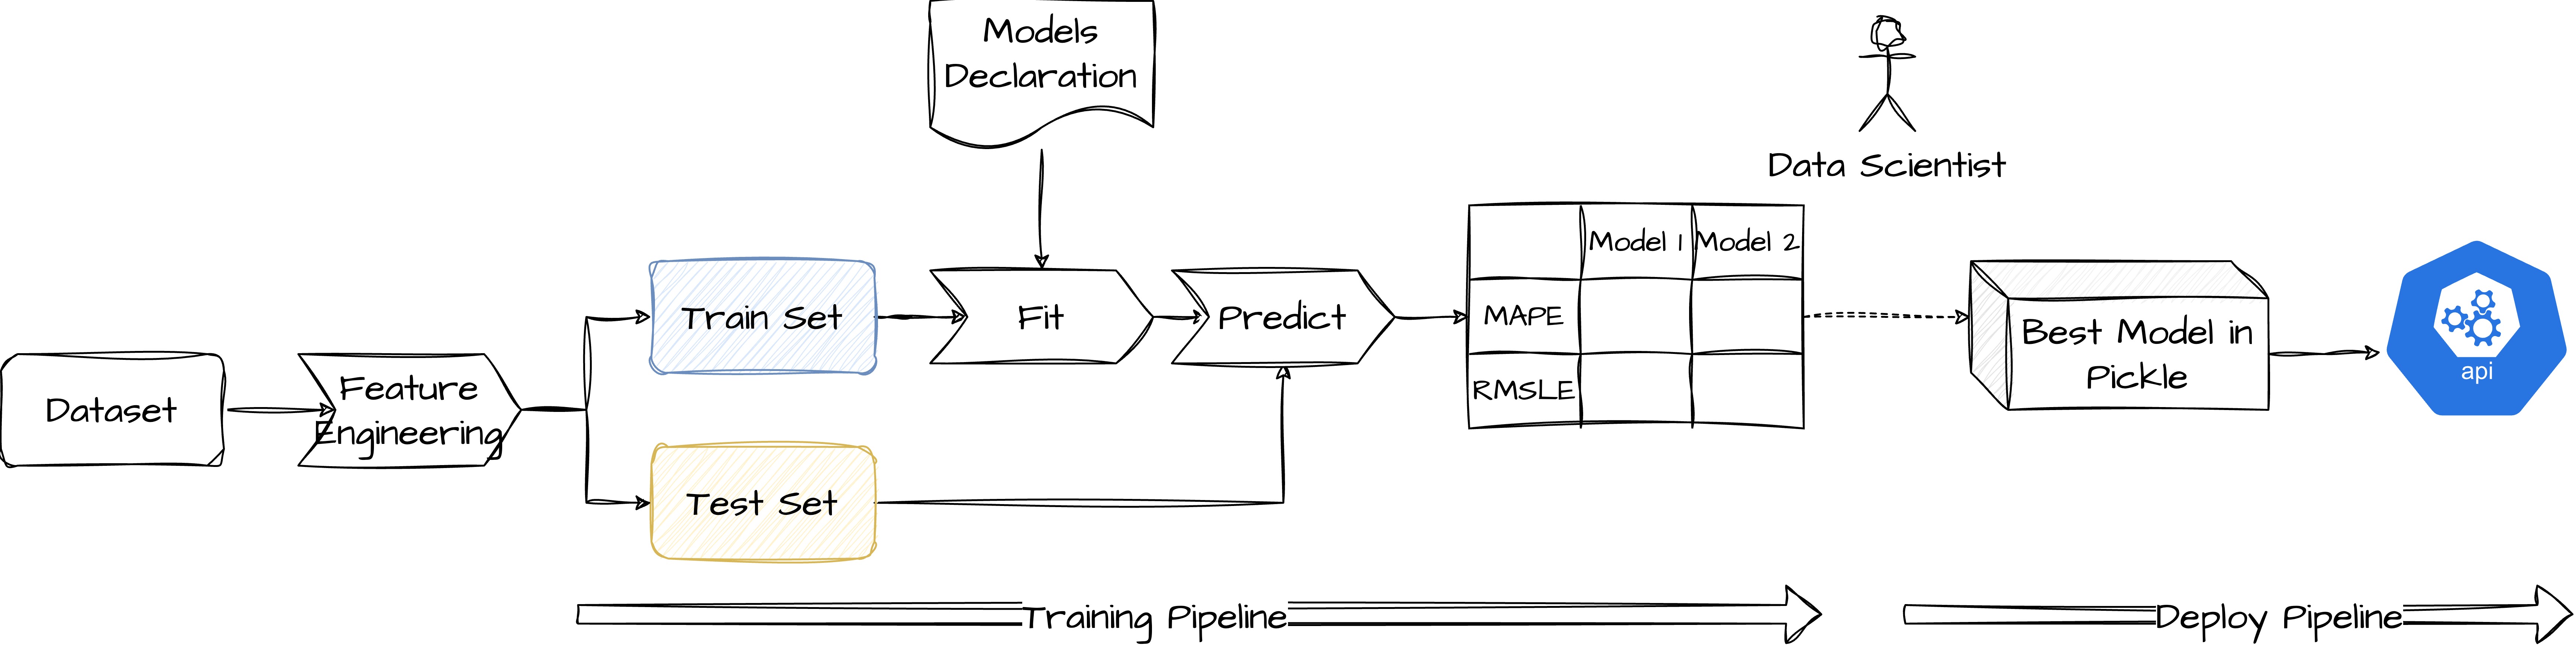 Models
Declaration
Data Scientist
Model 1 Model 2
Train Set
Fit
Predict
MAPE
Best Model in
Pickle
api
Feature
Engineering
Dataset
RMSLE
Test Set
Training Pipeline
Deploy Pipeline